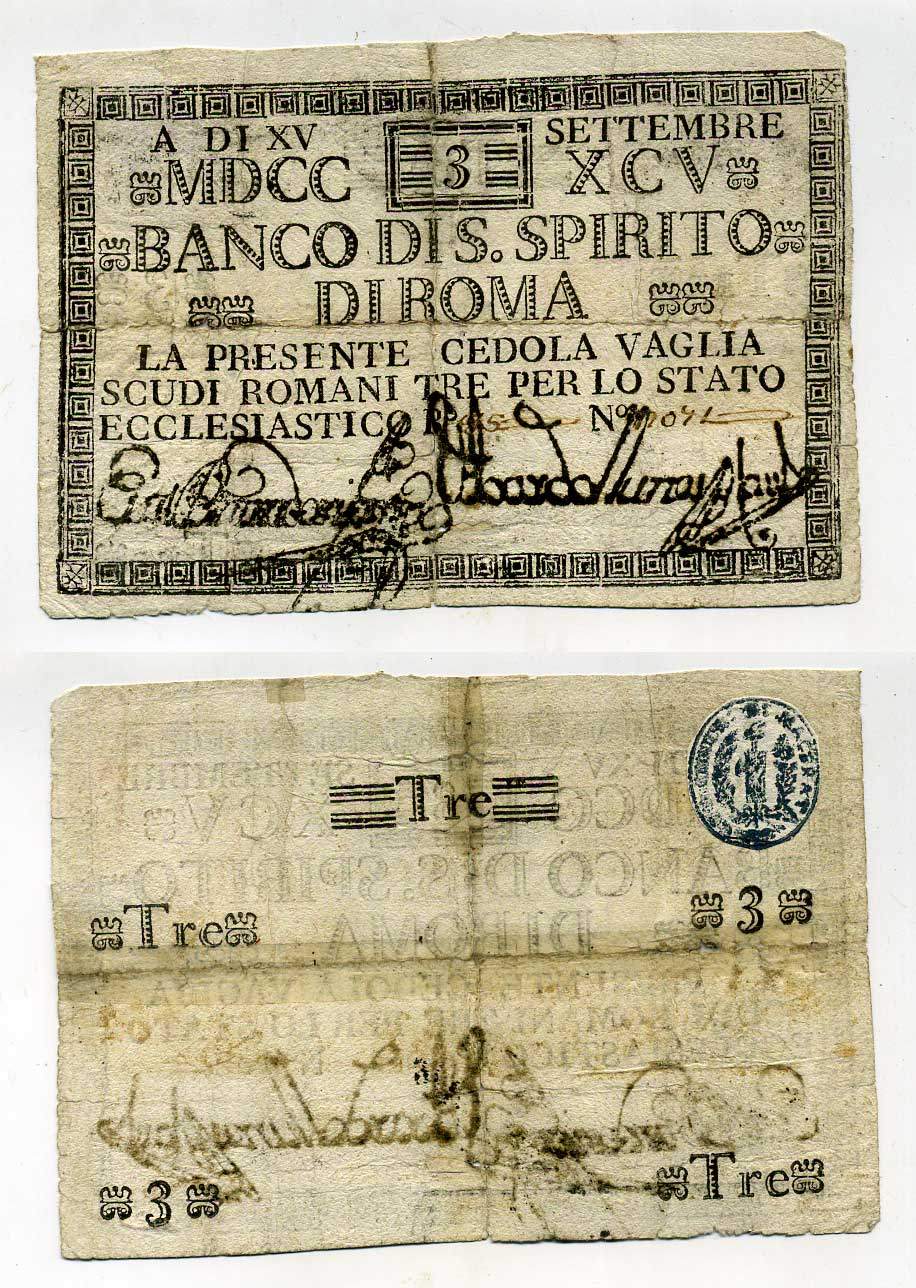 A DI XV 3 SETTEMBRE
MDCC XCV
BANCO DI S. SPIRITO
DI ROMA
LA PRESENTE CEDOLA VAGLIA
SCUDI ROMANI TRE PER LO STATO
ECCLESIASTICO R. Nº
Tre
Tre 3
3 Tre